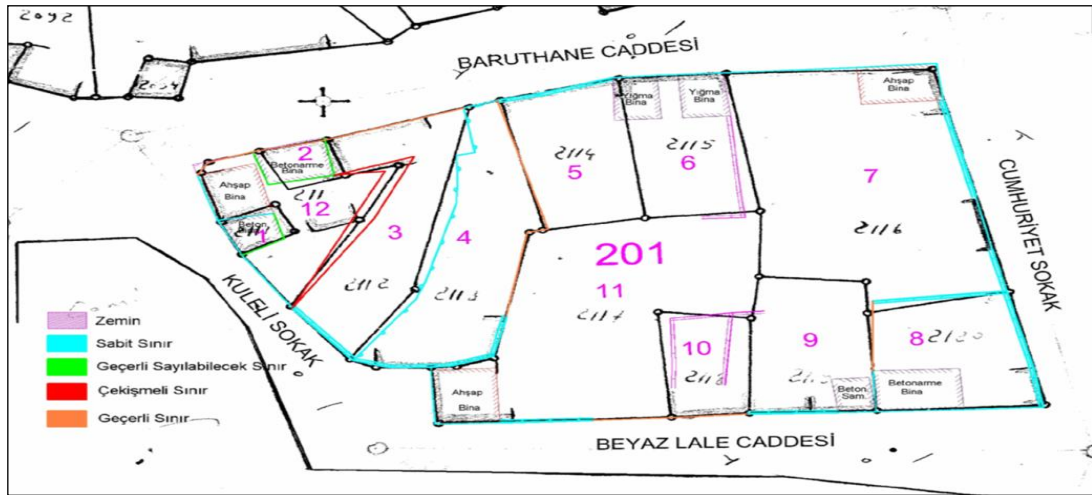 2092
2094
BARUTHANE CADDESİ
Yığma
Bina
Yığma
Bina
Ahşap
Bina
2
Betonarme
Bina
2114
5
2115
6
7
Ahşap
Bina
211
12
Beton
1
3
4
2116
CUMHURİYET SOKAK
201
11
KULELİ SOKAK
2112
2113
2117
10
2118
9
8
2120
Zemin
Sabit Sınır
Geçerli Sayılabilecek Sınır
Çekişmeli Sınır
Geçerli Sınır
Ahşap
Bina
Beton
Sam.
Betonarme
Bina
BEYAZ LALE CADDESİ